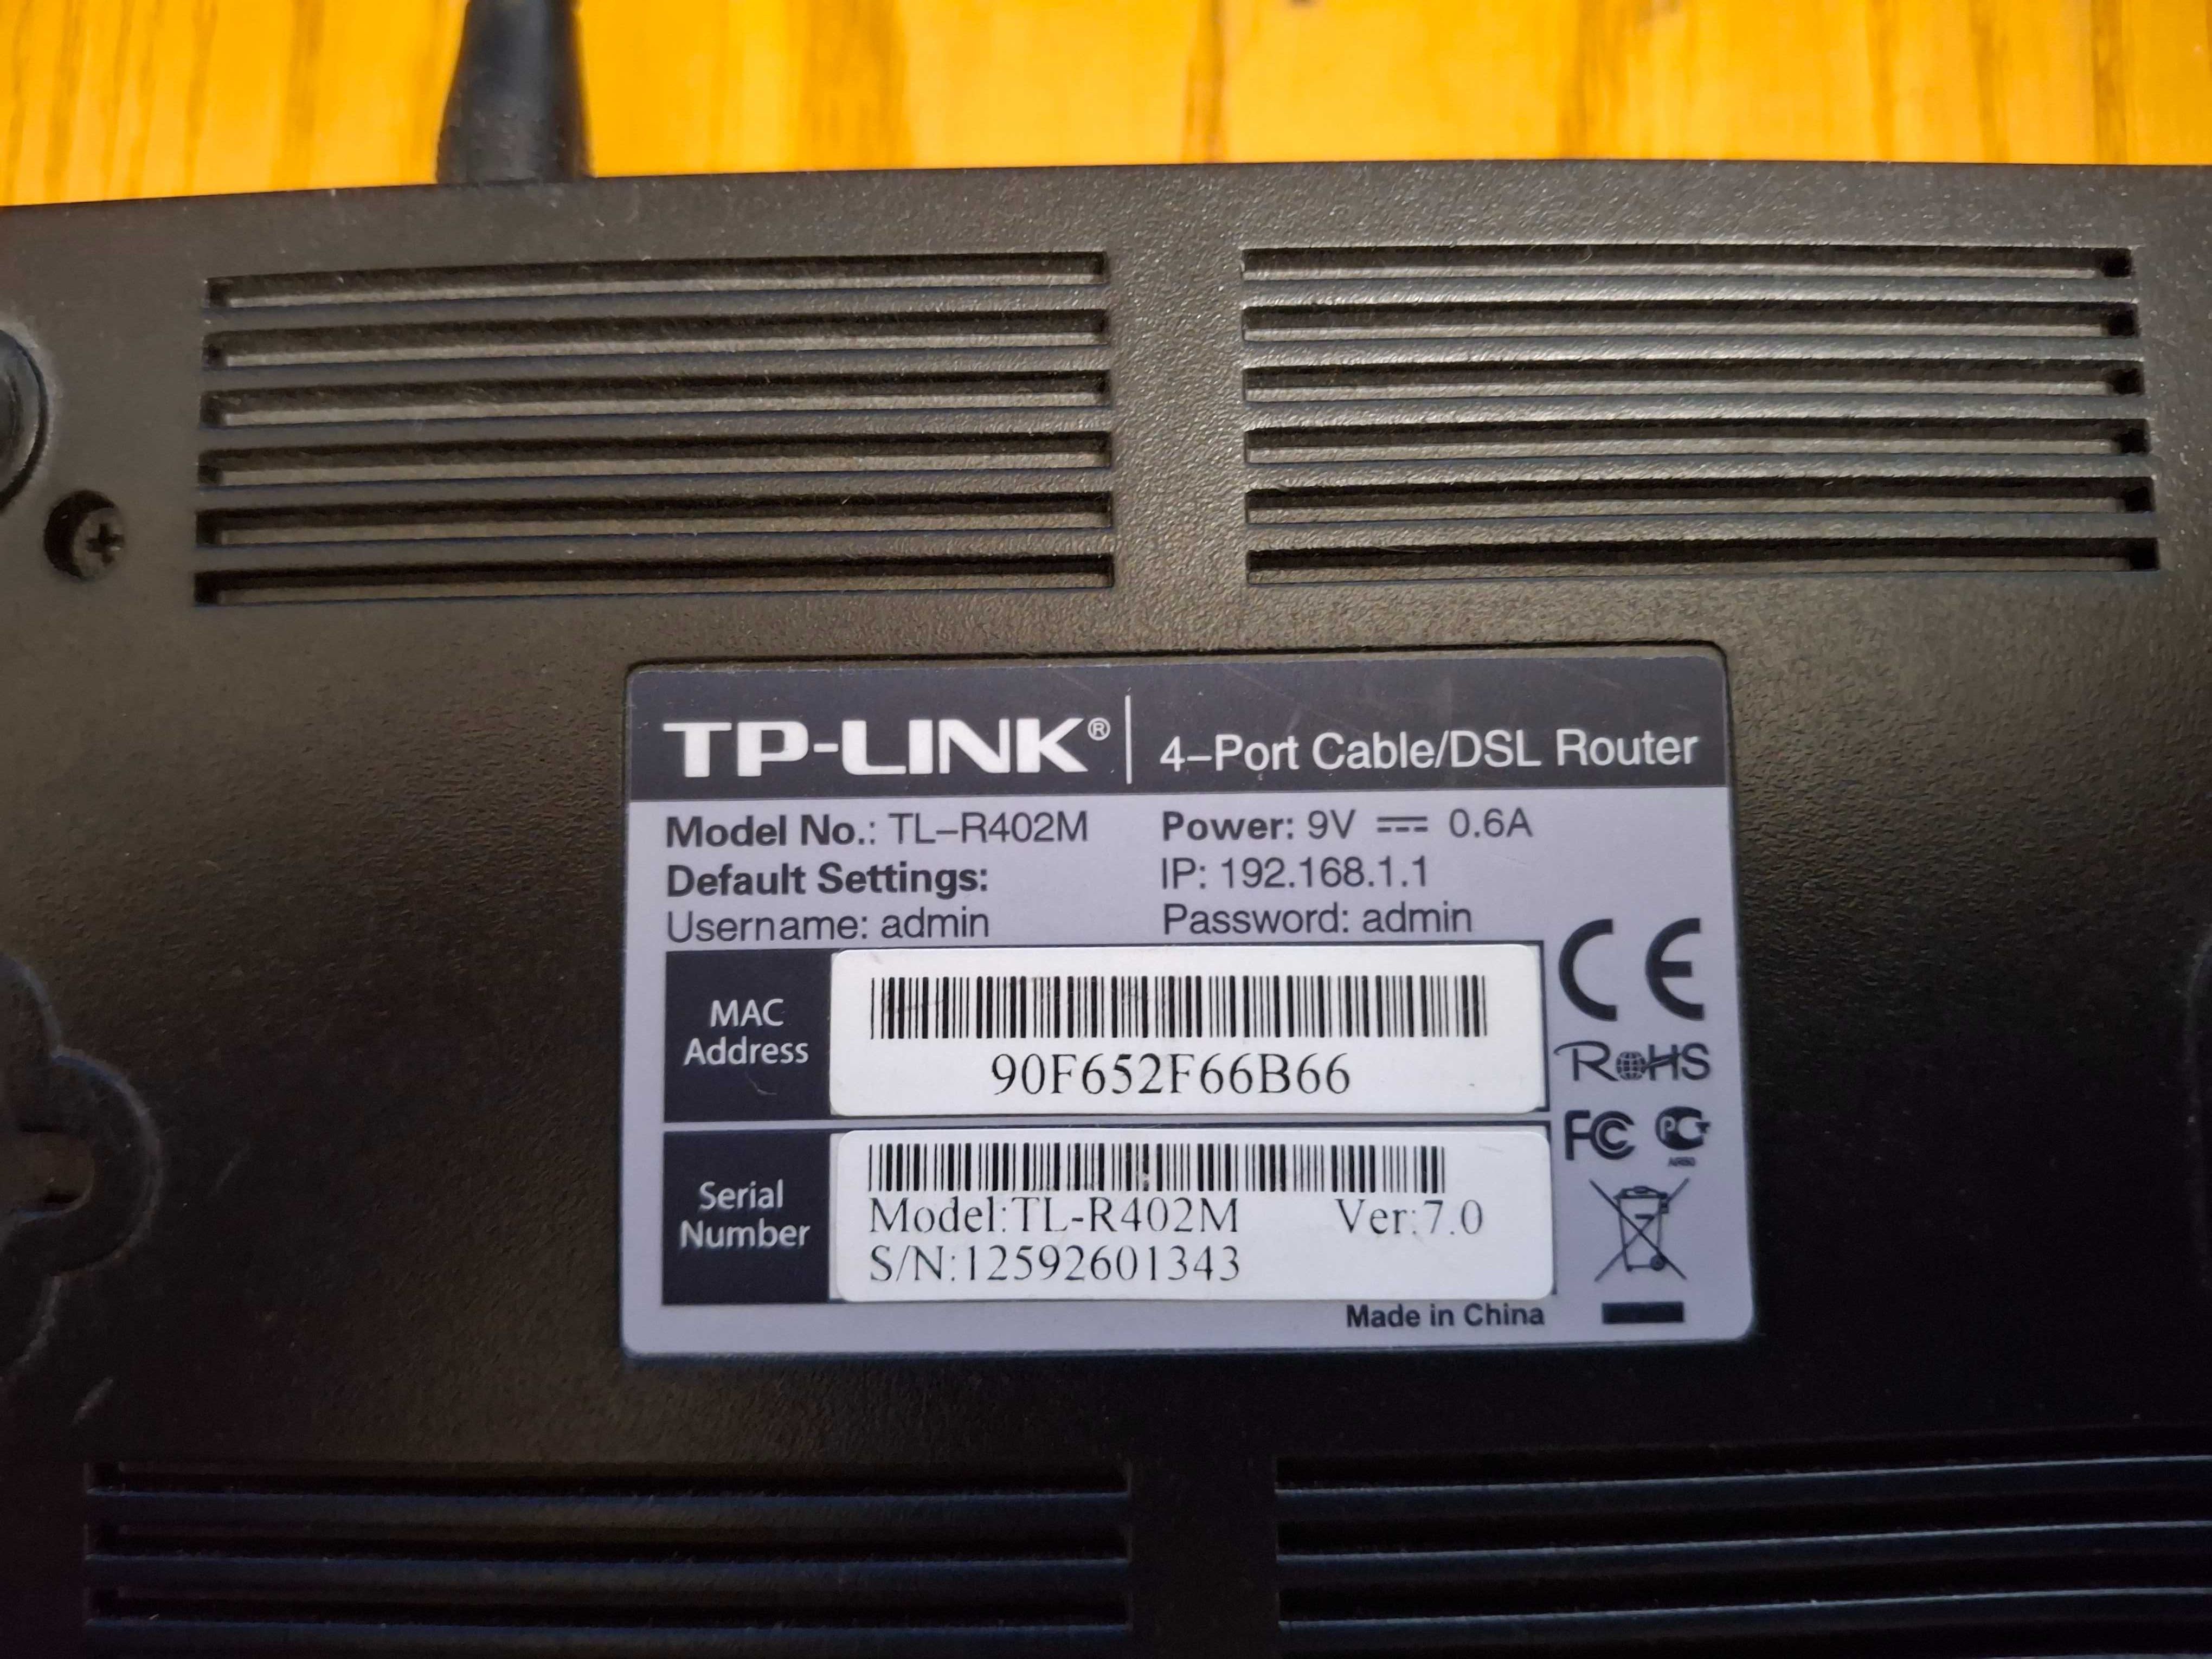 TP-LINK® 4-Port Cable/DSL Router
Model No.: TL-R402M Power: 9V ⎓ 0.6A
Default Settings: IP: 192.168.1.1
Username: admin Password: admin
MAC
Address
90F652F66B66
CE
RoHS
FC PCT
Serial
Number
Model:TL-R402M Ver:7.0
S/N:12592601343
Made in China